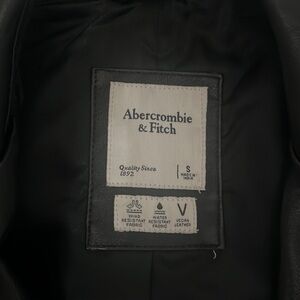 Abercrombie
& Fitch
Quality Since
1892
S
MADE IN
INDIA
WIND
RESISTANT
FABRIC
WATER
RESISTANT
FABRIC
VEGAN
LEATHER